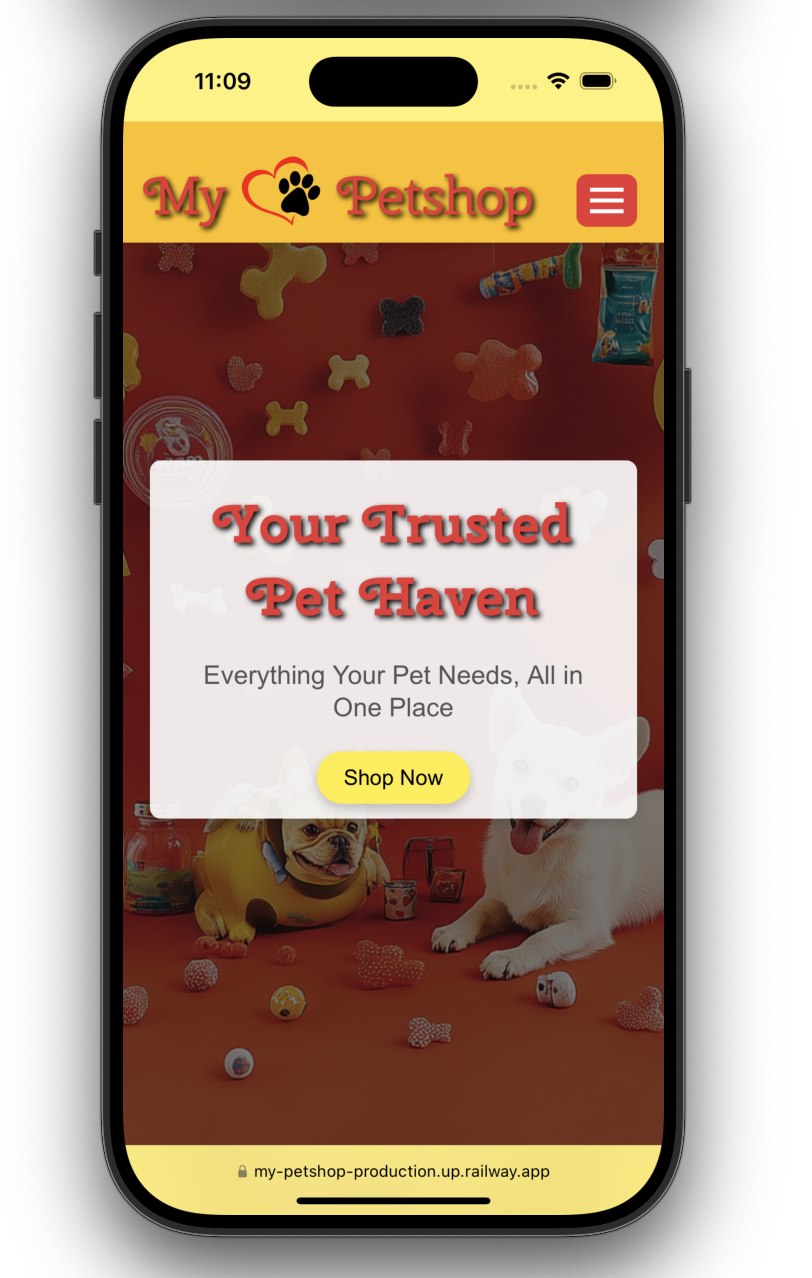 11:09
My Petshop
Your Trusted
Pet Haven
Everything Your Pet Needs, All in
One Place
Shop Now
my-petshop-production.up.railway.app